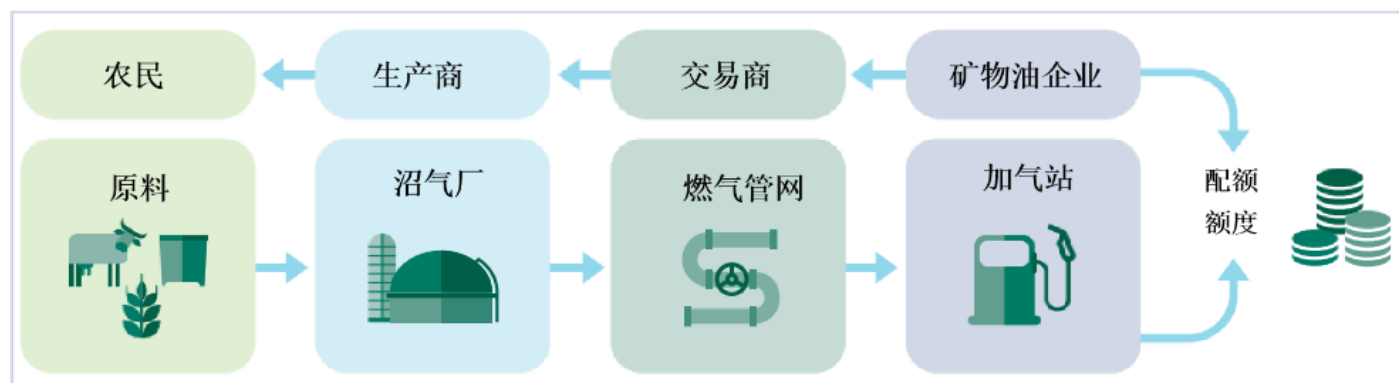 农民
生产商
交易商
矿物油企业
原料
沼气厂
燃气管网
加气站
配额
额度